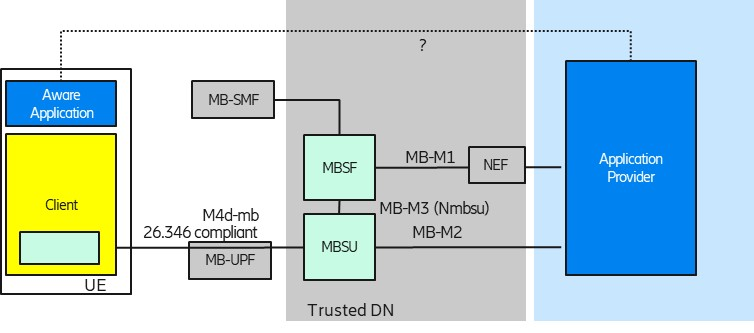 ?
Aware
Application
MB-SMF
MBSF
MB-M1
NEF
Application
Provider
Client
M4d-mb
26.346 compliant
MB-M3 (Nmbsu)
MBSU
MB-M2
MB-UPF
UE
Trusted DN